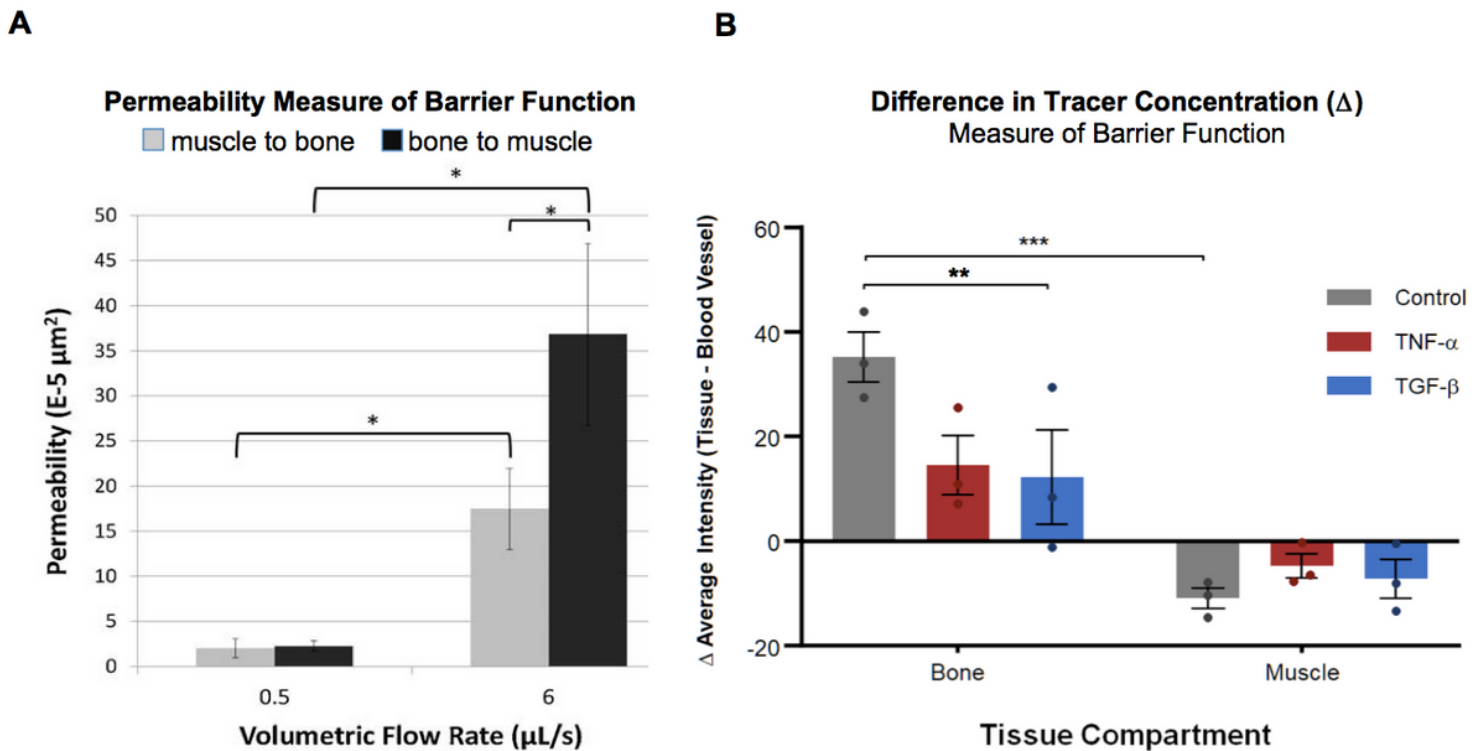 A
Permeability Measure of Barrier Function
muscle to bone bone to muscle
*
*
*
50
45
40
35
30
25
20
15
10
5
0
Permeability (E-5 μm²)
0.5 6
Volumetric Flow Rate (μL/s)
B
Difference in Tracer Concentration (Δ)
Measure of Barrier Function
Δ Average Intensity (Tissue - Blood Vessel)
60
40
20
0
-20
***
**
Control
TNF-α
TGF-β
Bone Muscle
Tissue Compartment